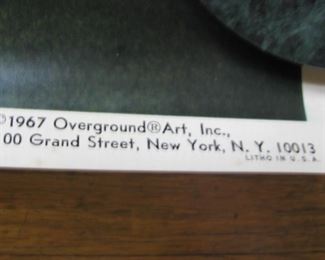 ©1967 Overground®Art, Inc.,
00 Grand Street, New York, N. Y. 10013
LITHO IN U.S.A.